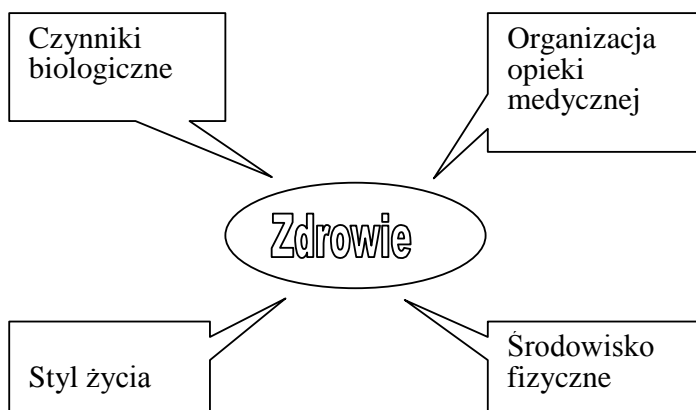 Czynniki
biologiczne
Organizacja
opieki
medycznej
Zdrowie
Styl życia
Środowisko
fizyczne